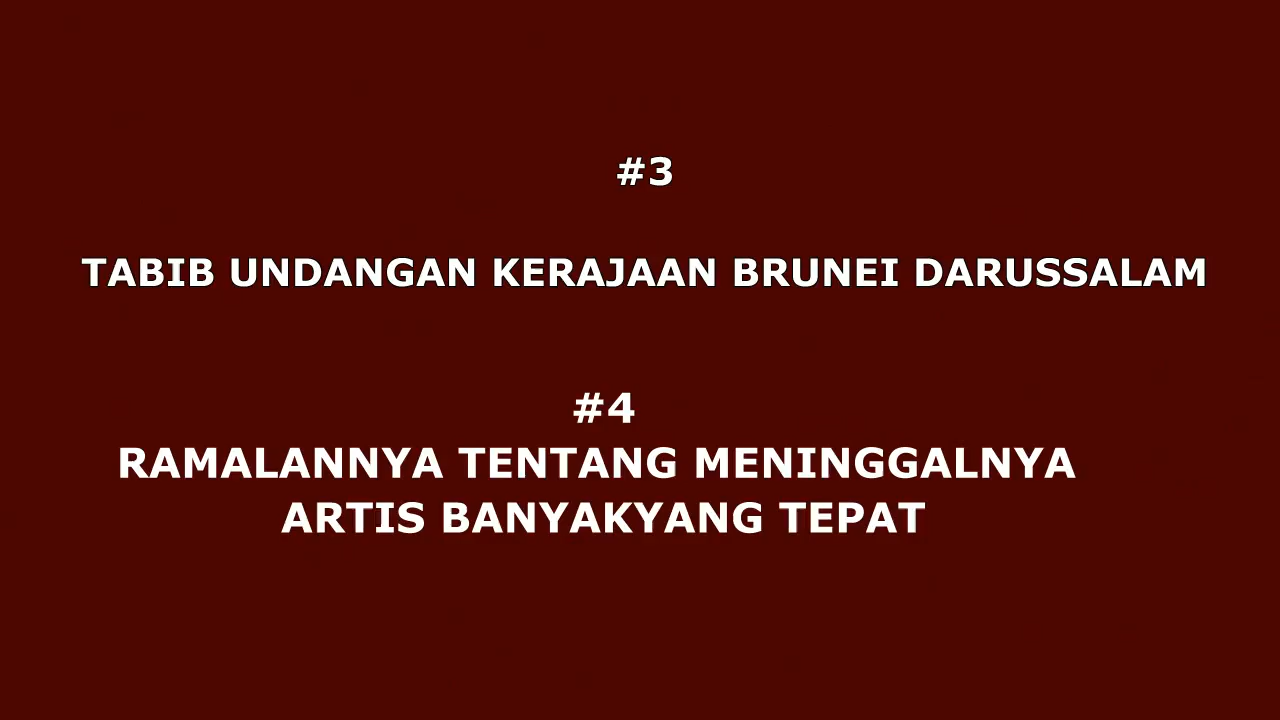 #3
TABIB UNDANGAN KERAJAAN BRUNEI DARUSSALAM
#4
RAMALANNYA TENTANG MENINGGALNYA
ARTIS BANYAKYANG TEPAT